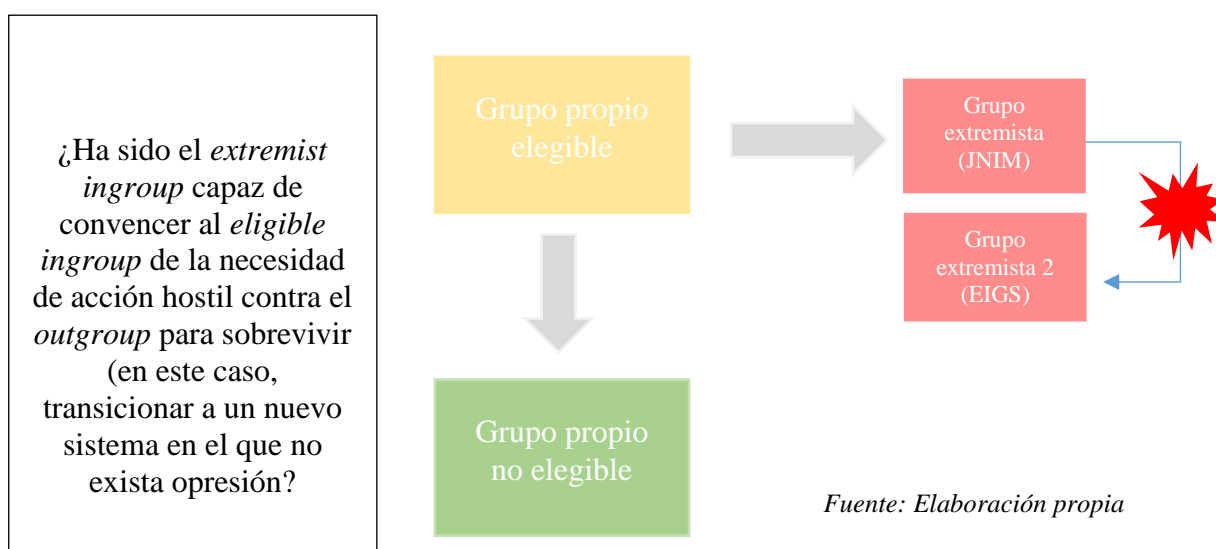 ¿Ha sido el extremist
ingroup capaz de
convencer al eligible
ingroup de la necesidad
de acción hostil contra el
outgroup para sobrevivir
(en este caso,
transicionar a un nuevo
sistema en el que no
exista opresión?
Grupo propio
elegible
Grupo
extremista
(JNIM)
Grupo
extremista 2
(EIGS)
Grupo propio
no elegible
Fuente: Elaboración propia